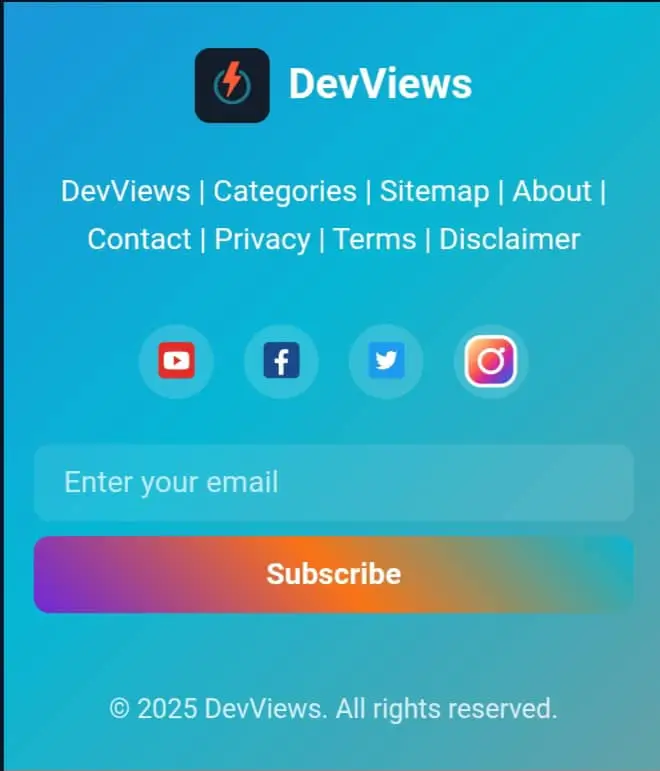 DevViews
DevViews | Categories | Sitemap | About |
Contact | Privacy | Terms | Disclaimer
Enter your email
Subscribe
© 2025 DevViews. All rights reserved.